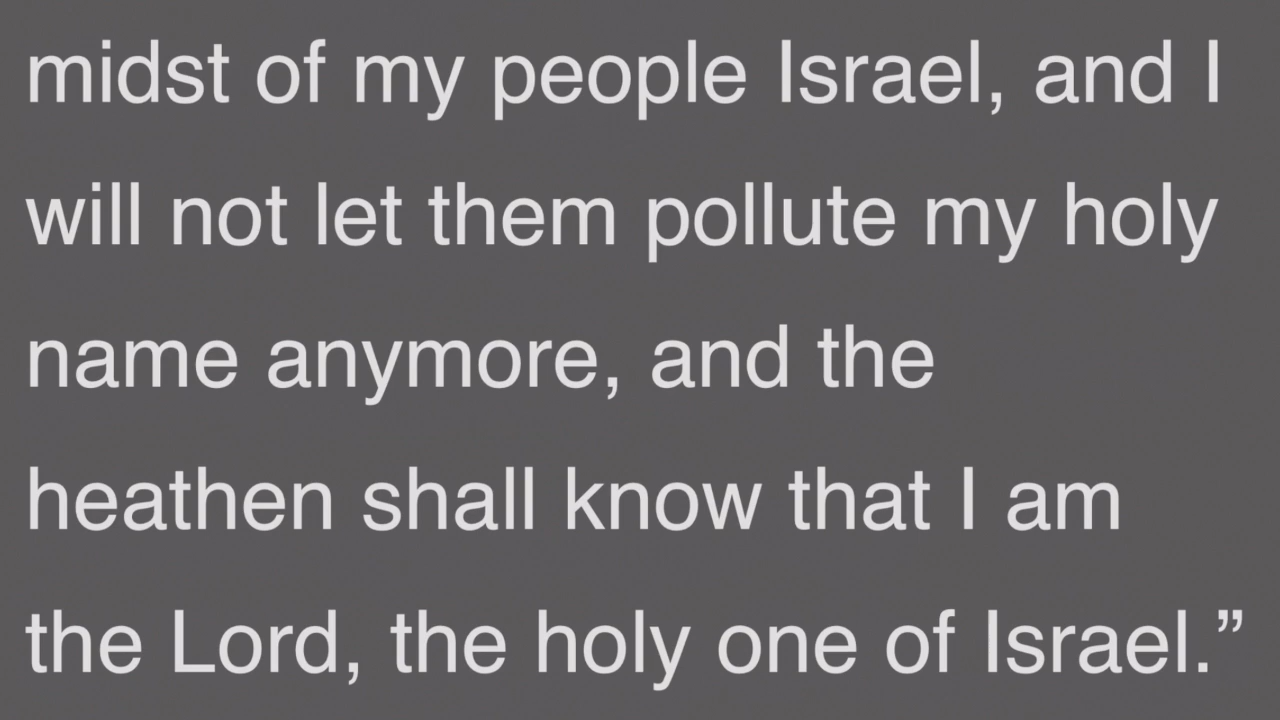 midst of my people Israel, and I
will not let them pollute my holy
name anymore, and the
heathen shall know that I am
the Lord, the holy one of Israel.”